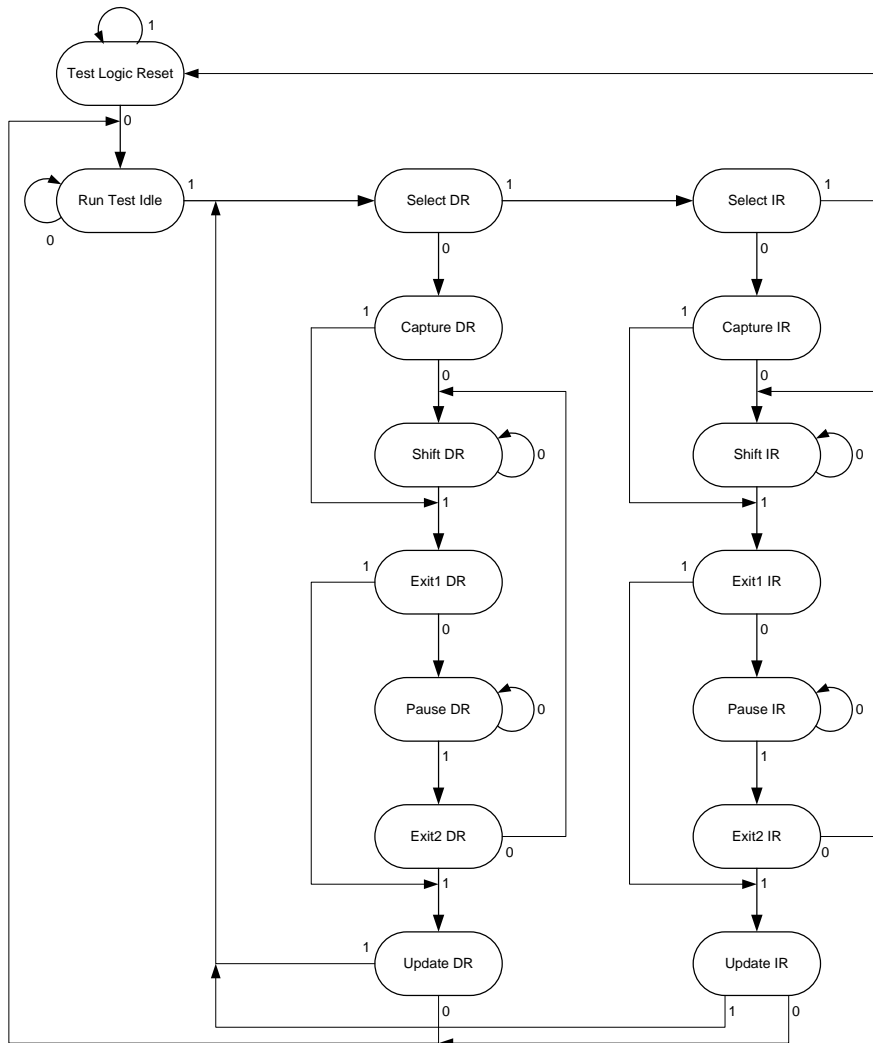 1
Test Logic Reset
0
Run Test Idle
1
0
Select DR
1
Select IR
1
0
0
1
Capture DR
1
Capture IR
0
0
Shift DR
0
Shift IR
0
1
1
1
Exit1 DR
1
Exit1 IR
0
0
Pause DR
0
Pause IR
0
1
1
Exit2 DR
0
Exit2 IR
0
1
1
1
Update DR
Update IR
0
1
0